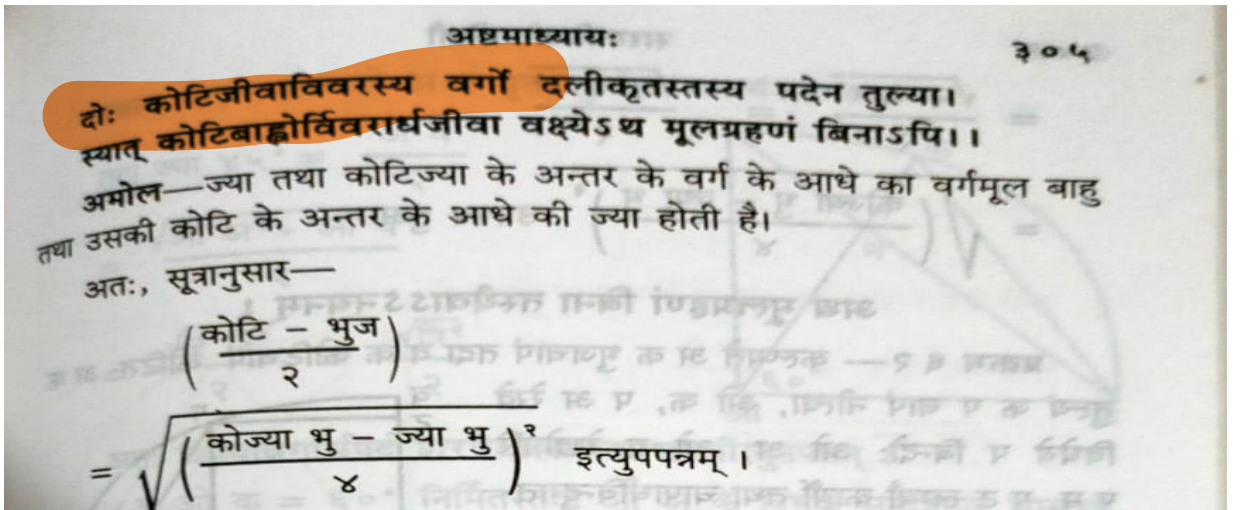 अष्टमाध्यायः
३०५
दोः कोटिजीवाविवरस्य वर्गो दलीकृतस्तस्य पदेन तुल्या।
स्यात् कोटिबाह्वोर्विवरार्धजीवा वक्ष्येऽथ मूलग्रहणं बिनाऽपि।।
अमोल—ज्या तथा कोटिज्या के अन्तर के वर्ग के आधे का वर्गमूल बाहु
तथा उसकी कोटि के अन्तर के आधे की ज्या होती है।
अतः, सूत्रानुसार—
(कोटि - भुज)
२
= √(कोज्या भु - ज्या भु)² इत्युपपन्नम् ।
४